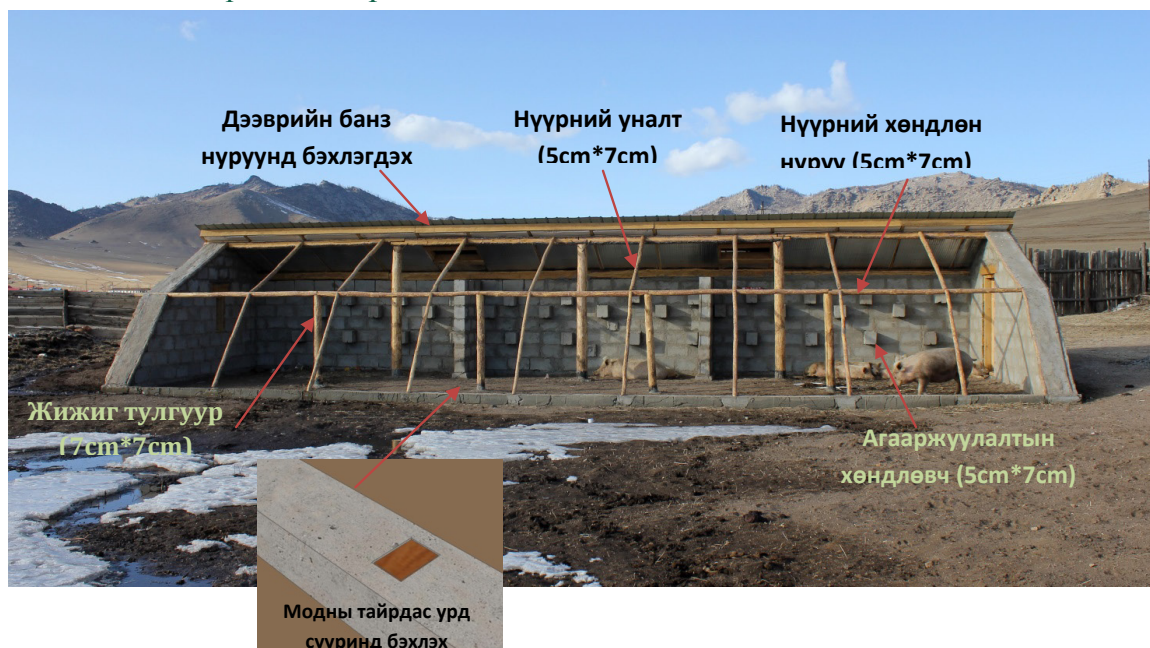 Дээврийн банз
нуруунд бэхлэгдэх
Нүүрний уналт
(5cm*7cm)
Нүүрний хөндлөн
нуруу (5cm*7cm)
Жижиг тулгуур
(7cm*7cm)
Агааржуулалтын
хөндлөвч (5cm*7cm)
Модны тайрдас урд
сууринд бэхлэх